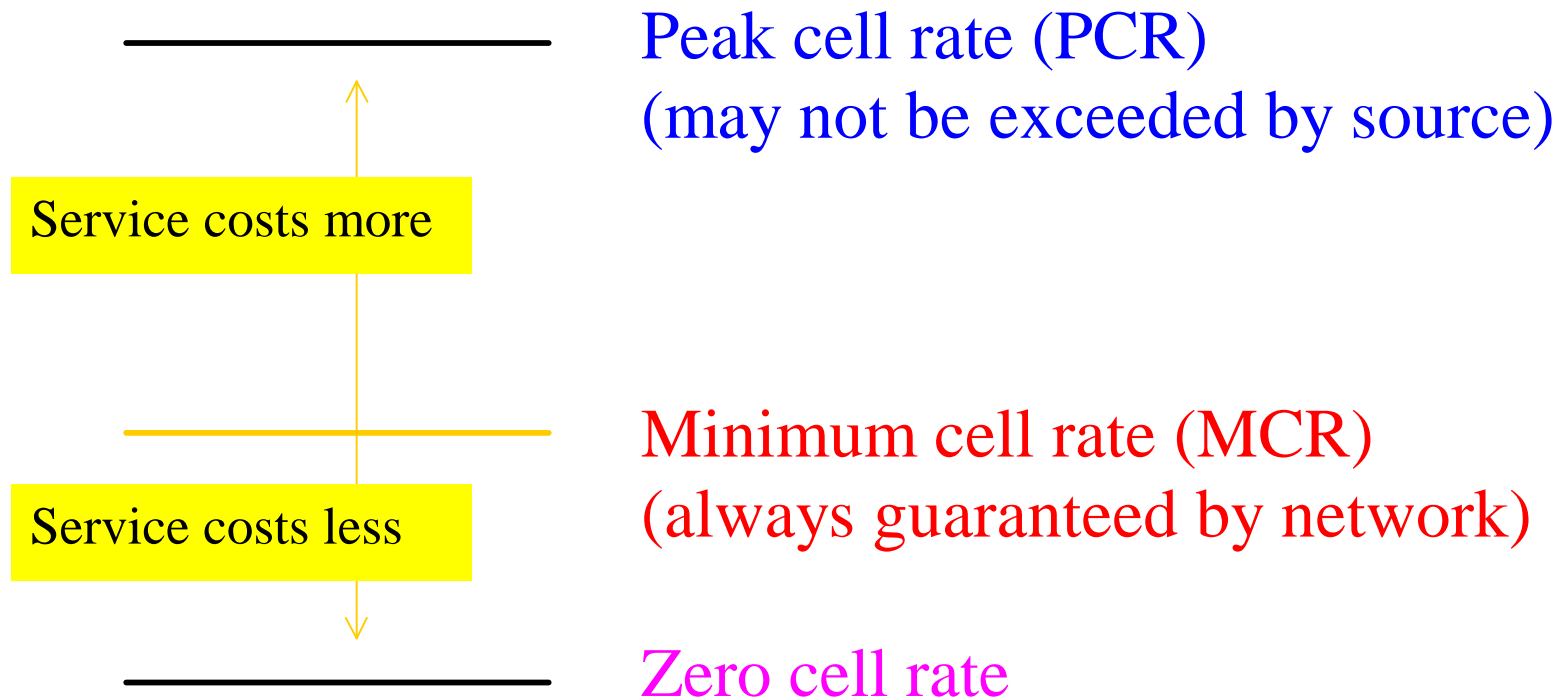 Peak cell rate (PCR)
(may not be exceeded by source)
Service costs more
Minimum cell rate (MCR)
(always guaranteed by network)
Service costs less
Zero cell rate